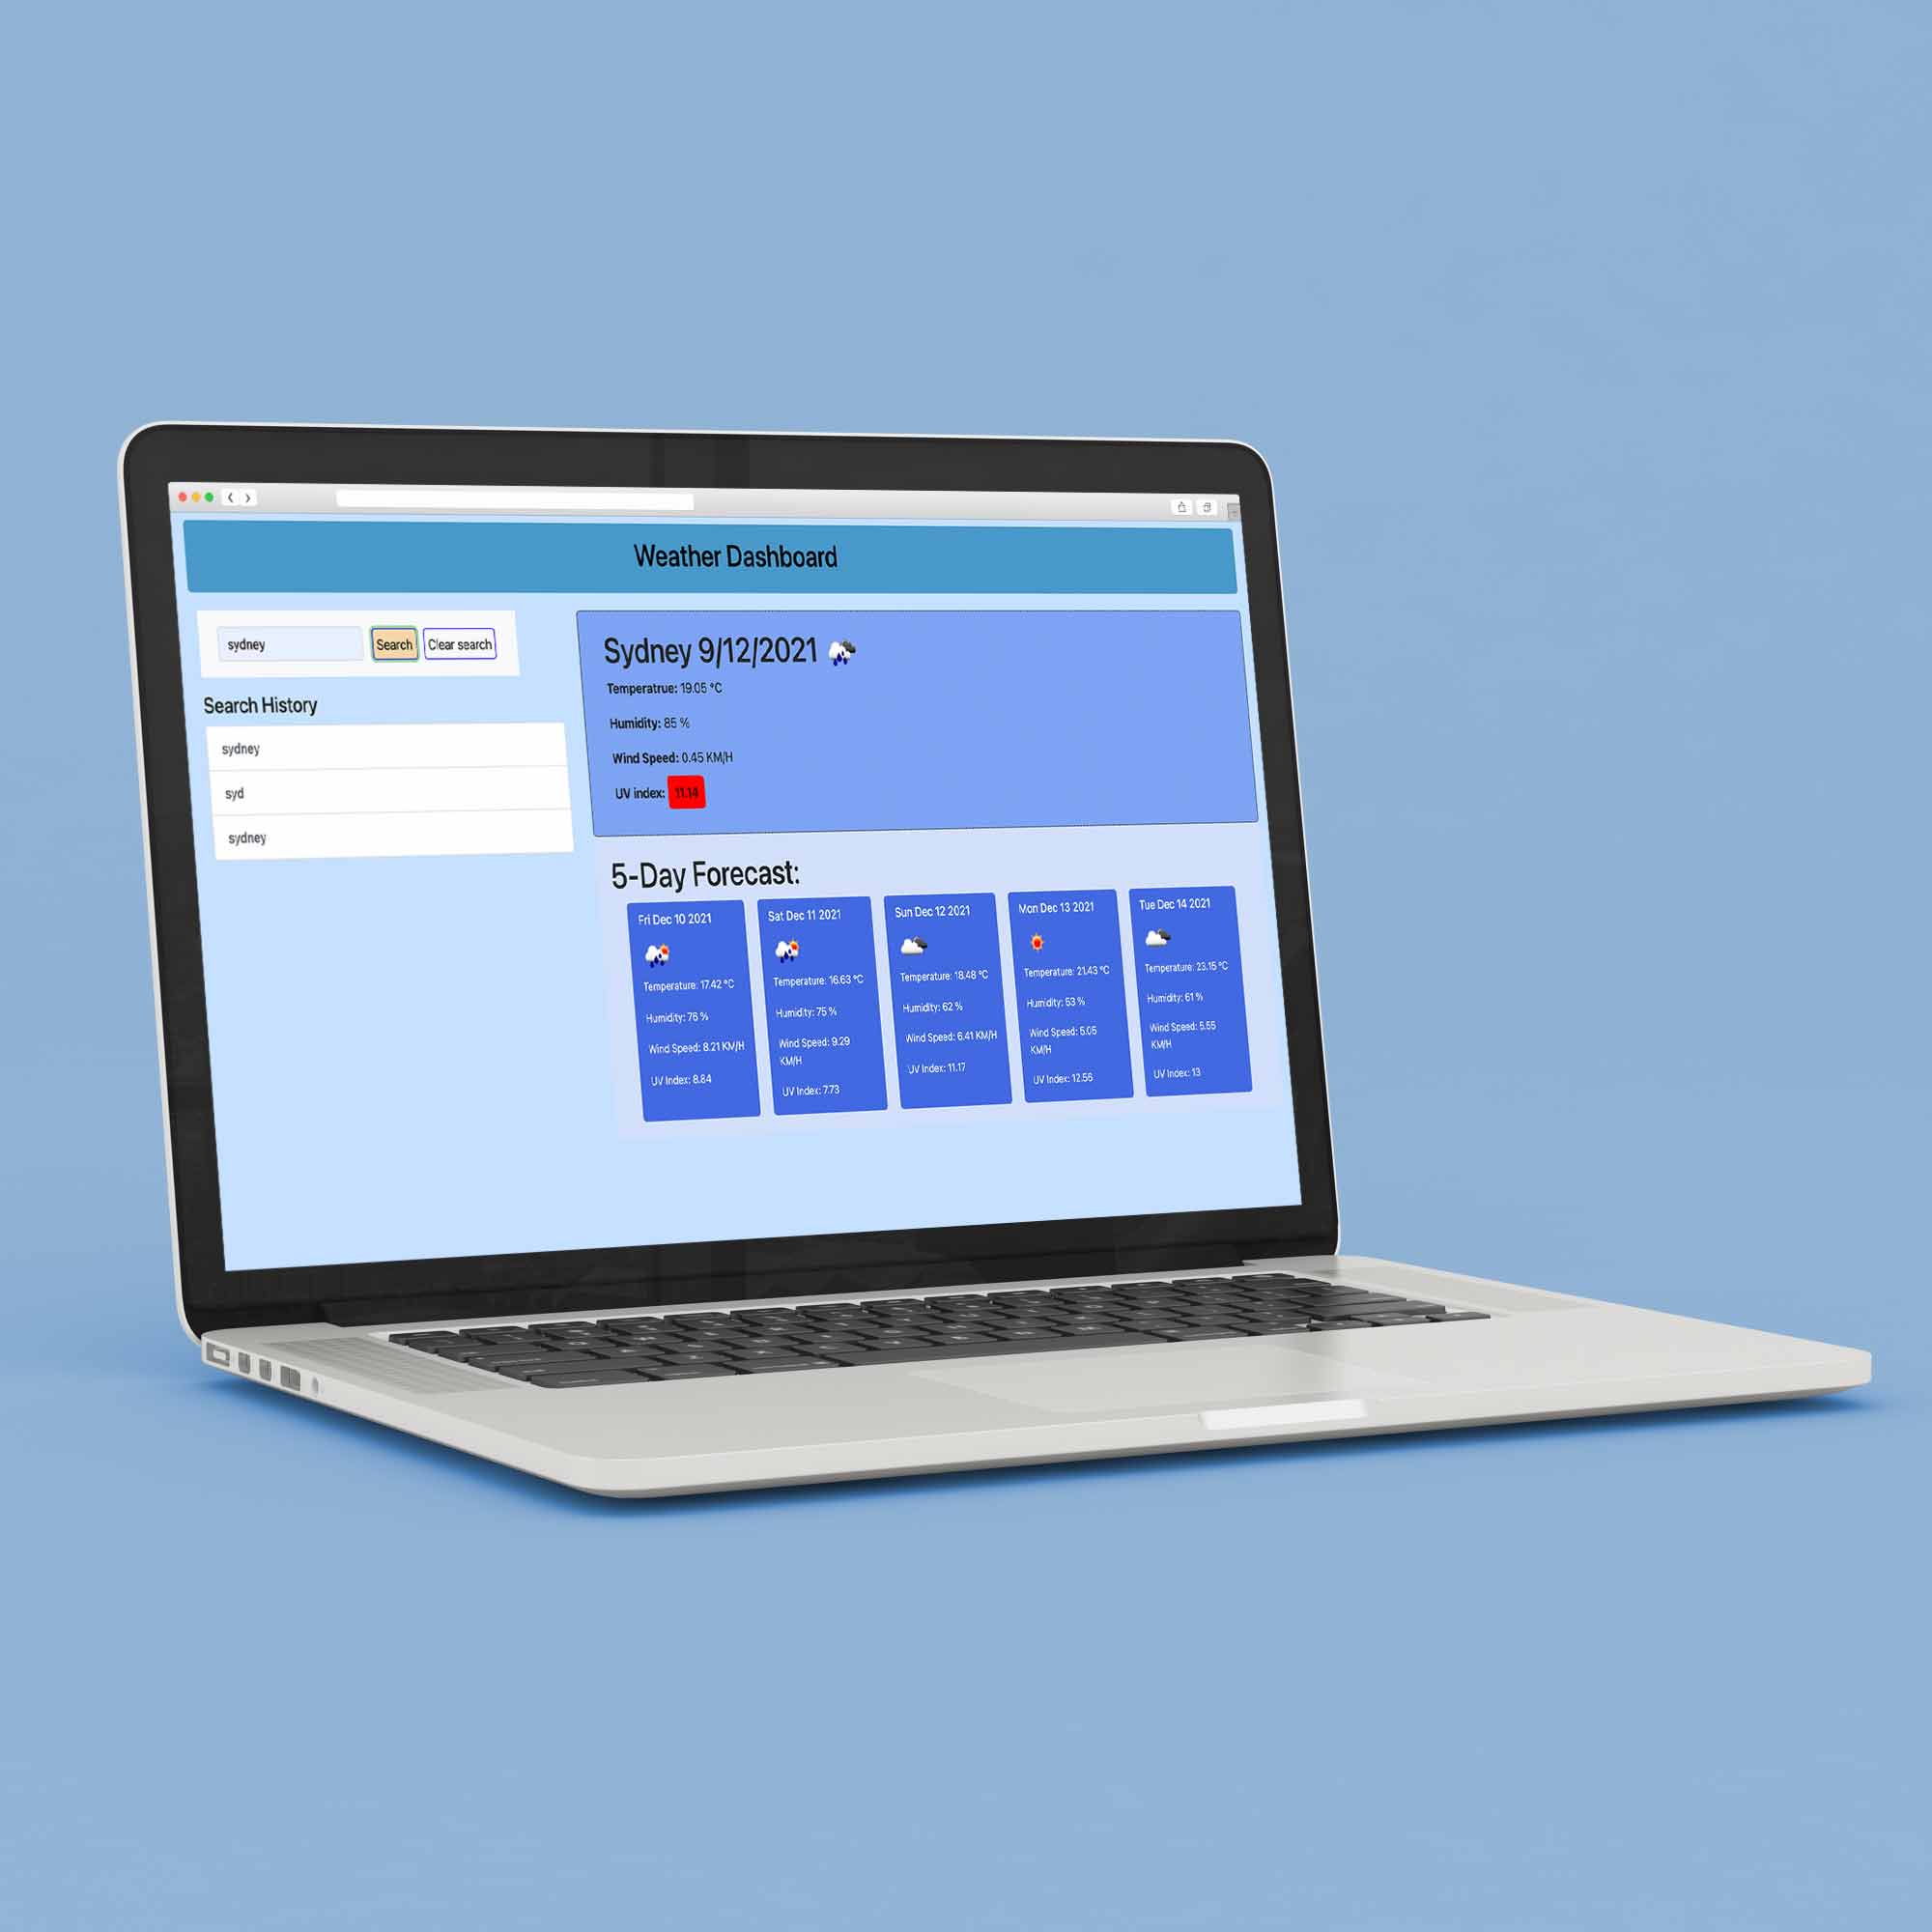 Weather Dashboard
sydney
Search
Clear search
Search History
sydney
syd
sydney
Sydney 9/12/2021
Temperatrue: 19.05 °C
Humidity: 85 %
Wind Speed: 0.45 KM/H
UV index: 11.14
5-Day Forecast:
Fri Dec 10 2021
Temperature: 17.42 °C
Humidity: 76 %
Wind Speed: 8.21 KM/H
UV Index: 8.84
Sat Dec 11 2021
Temperature: 16.63 °C
Humidity: 75 %
Wind Speed: 9.29
KM/H
UV Index: 7.73
Sun Dec 12 2021
Temperature: 18.48 °C
Humidity: 62 %
Wind Speed: 6.41 KM/H
UV Index: 11.17
Mon Dec 13 2021
Temperature: 21.43 °C
Humidity: 53 %
Wind Speed: 5.05
KM/H
UV Index: 12.56
Tue Dec 14 2021
Temperature: 23.15 °C
Humidity: 61 %
Wind Speed: 5.55
KM/H
UV Index: 13